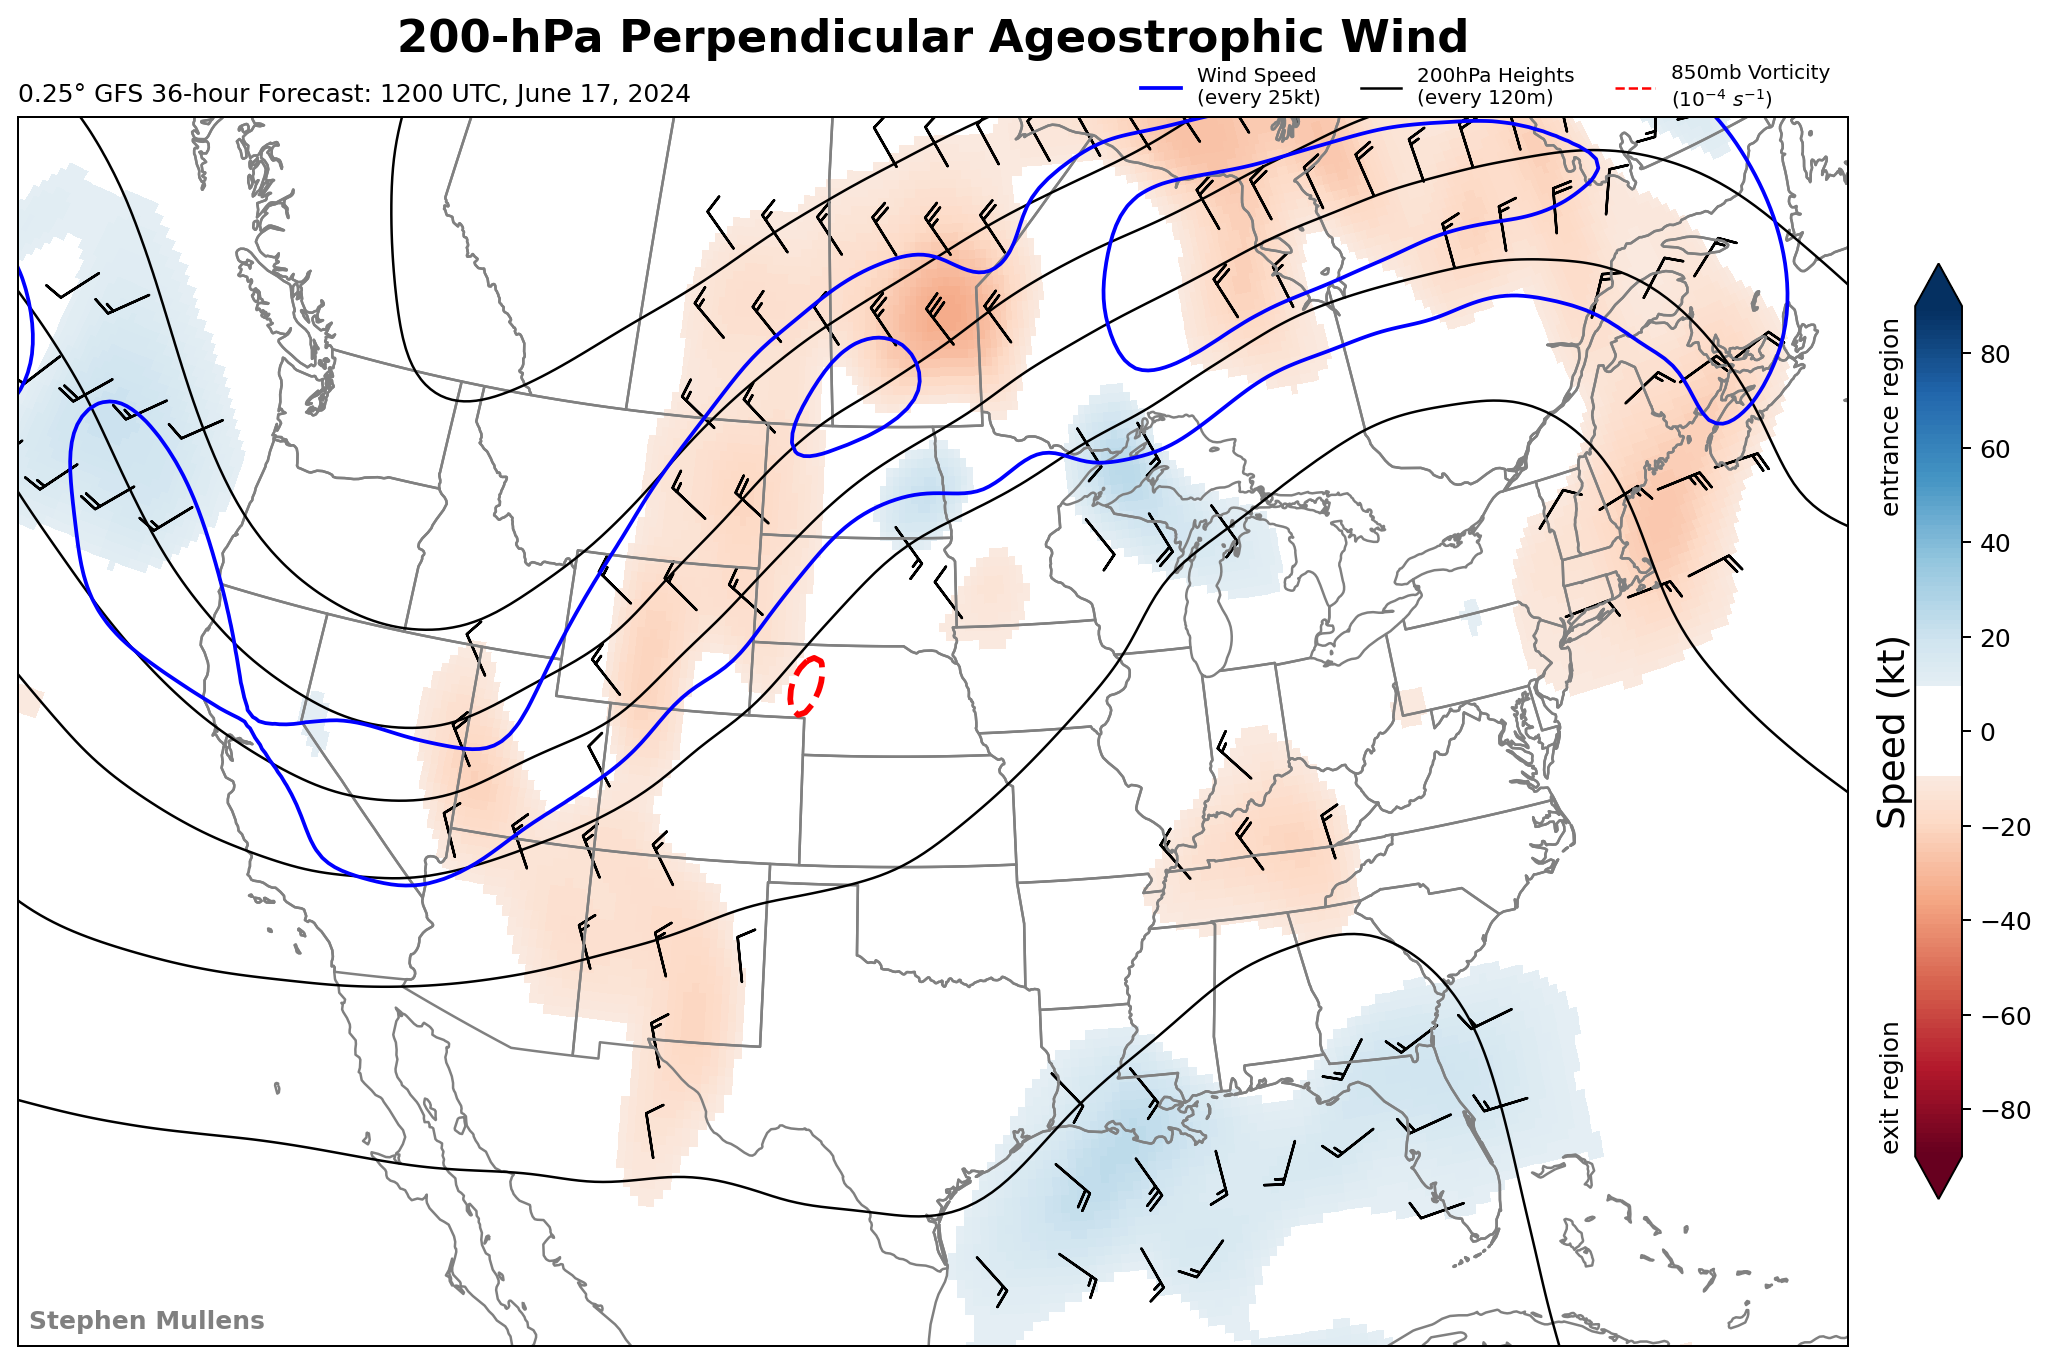 200-hPa Perpendicular Ageostrophic Wind
0.25° GFS 36-hour Forecast: 1200 UTC, June 17, 2024
Wind Speed
(every 25kt)
200hPa Heights
(every 120m)
850mb Vorticity
(10⁻⁴ s⁻¹)
entrance region
Speed (kt)
exit region
80
60
40
20
0
−20
−40
−60
−80
Stephen Mullens